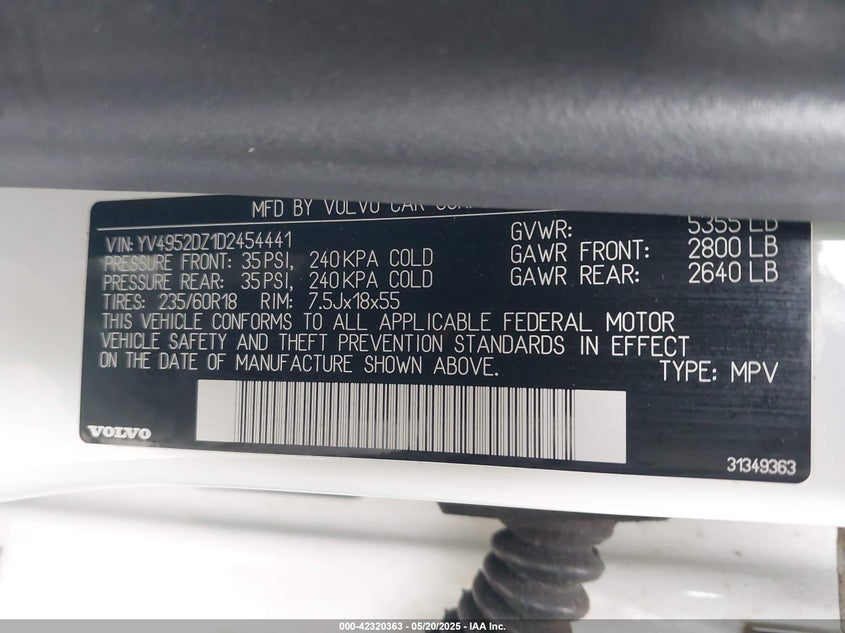 MFD BY VOLVO CAR
VIN: YV4952DZ1D2454441
PRESSURE FRONT: 35PSI, 240KPA COLD
PRESSURE REAR: 35PSI, 240KPA COLD
TIRES: 235/60R18 RIM: 7.5Jx18x55
GVWR: 5355 LB
GAWR FRONT: 2800 LB
GAWR REAR: 2640 LB
THIS VEHICLE CONFORMS TO ALL APPLICABLE FEDERAL MOTOR
VEHICLE SAFETY AND THEFT PREVENTION STANDARDS IN EFFECT
ON THE DATE OF MANUFACTURE SHOWN ABOVE.
TYPE: MPV
VOLVO
31349363
000-42320363 — 05/20/2025 - IAA Inc.